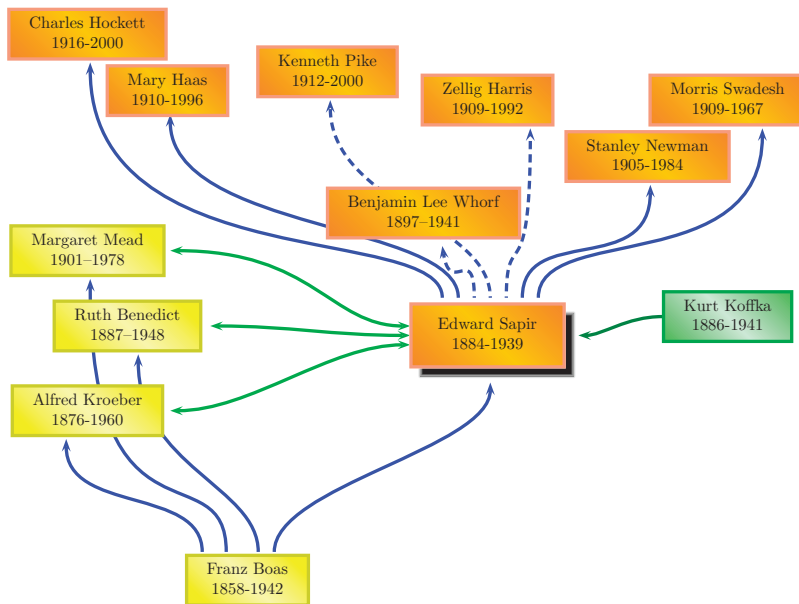 Charles Hockett
1916-2000
Mary Haas
1910-1996
Kenneth Pike
1912-2000
Zellig Harris
1909-1992
Morris Swadesh
1909-1967
Stanley Newman
1905-1984
Benjamin Lee Whorf
1897–1941
Margaret Mead
1901–1978
Ruth Benedict
1887–1948
Edward Sapir
1884-1939
Kurt Koffka
1886-1941
Alfred Kroeber
1876-1960
Franz Boas
1858-1942